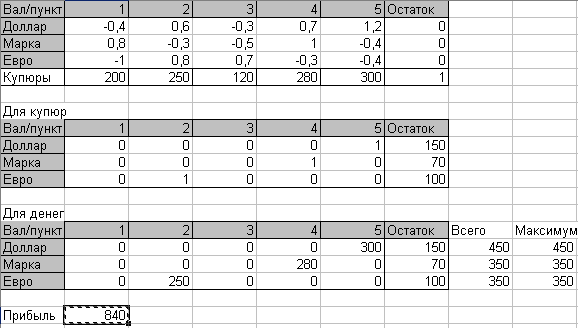 Вал/пункт 1 2 3 4 5 Остаток
Доллар -0,4 0,6 -0,3 0,7 1,2 0
Марка 0,8 -0,3 -0,5 1 -0,4 0
Евро -1 0,8 0,7 -0,3 -0,4 0
Купюры 200 250 120 280 300 1
Для купюр
Вал/пункт 1 2 3 4 5 Остаток
Доллар 0 0 0 0 1 150
Марка 0 0 0 1 0 70
Евро 0 1 0 0 0 100
Для денег
Вал/пункт 1 2 3 4 5 Остаток Всего Максимум
Доллар 0 0 0 0 300 150 450 450
Марка 0 0 0 280 0 70 350 350
Евро 0 250 0 0 0 100 350 350
Прибыль 840